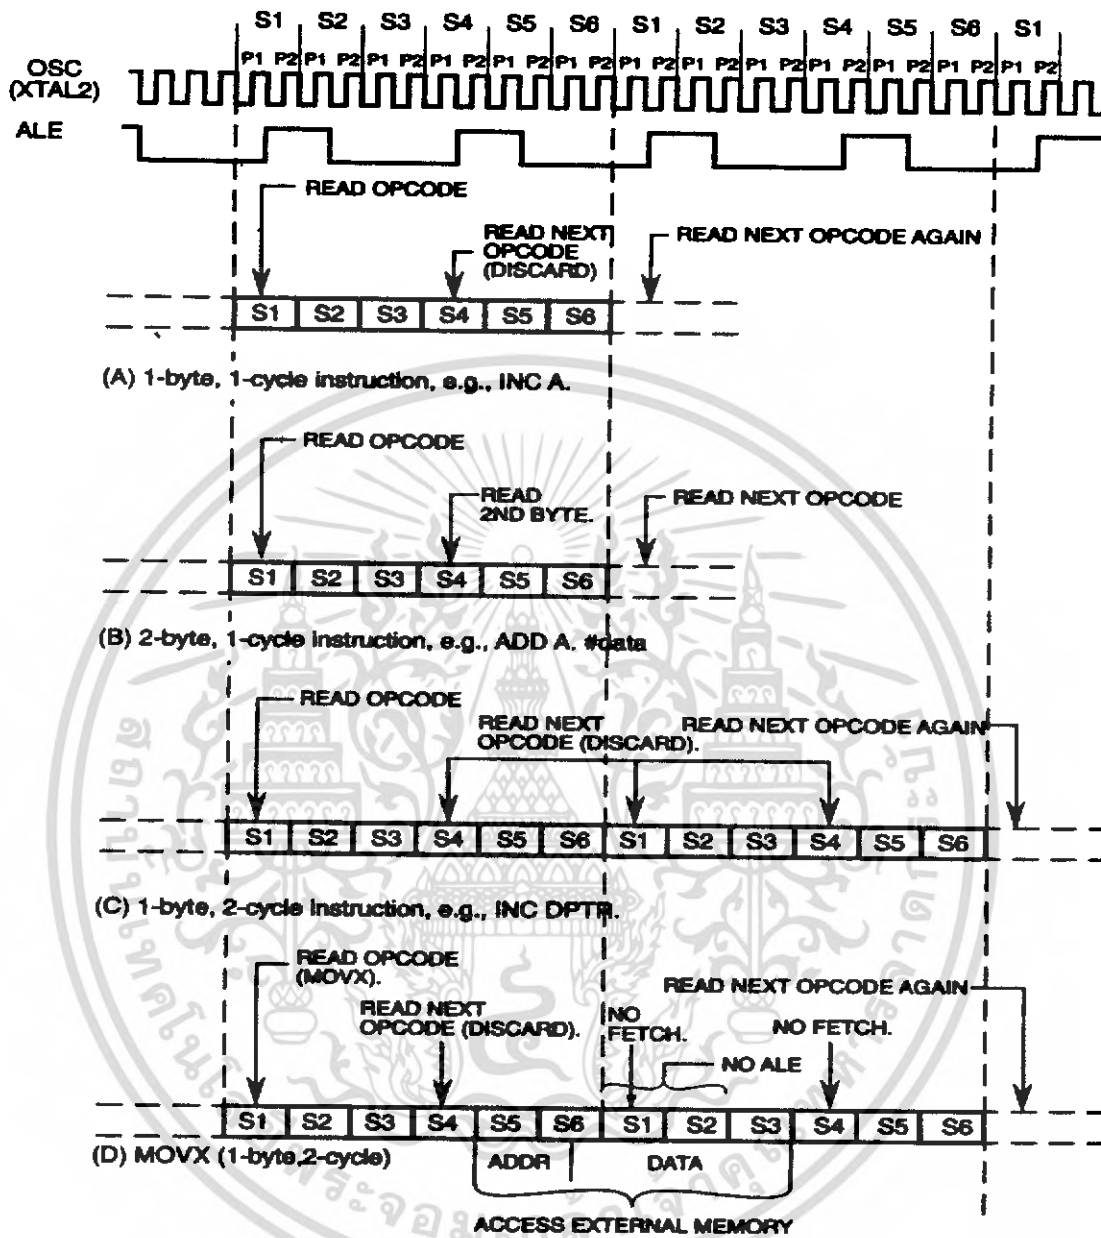 S1 S2 S3 S4 S5 S6 S1 S2 S3 S4 S5 S6 S1
P1 P2 P1 P2 P1 P2 P1 P2 P1 P2 P1 P2 P1 P2 P1 P2 P1 P2 P1 P2 P1 P2 P1 P2 P1 P2
OSC
(XTAL2)
ALE
READ OPCODE
READ NEXT
OPCODE
(DISCARD)
READ NEXT OPCODE AGAIN
S1 S2 S3 S4 S5 S6
(A) 1-byte, 1-cycle instruction, e.g., INC A.
READ OPCODE
READ
2ND BYTE.
READ NEXT OPCODE
S1 S2 S3 S4 S5 S6
(B) 2-byte, 1-cycle instruction, e.g., ADD A, #data
READ OPCODE
READ NEXT
OPCODE (DISCARD).
READ NEXT OPCODE AGAIN
S1 S2 S3 S4 S5 S6 S1 S2 S3 S4 S5 S6
(C) 1-byte, 2-cycle instruction, e.g., INC DPTR.
READ OPCODE
(MOVX).
READ NEXT
OPCODE (DISCARD).
NO
FETCH.
NO ALE
NO FETCH.
READ NEXT OPCODE AGAIN
S1 S2 S3 S4 S5 S6 S1 S2 S3 S4 S5 S6
(D) MOVX (1-byte,2-cycle)
ADDR DATA
ACCESS EXTERNAL MEMORY